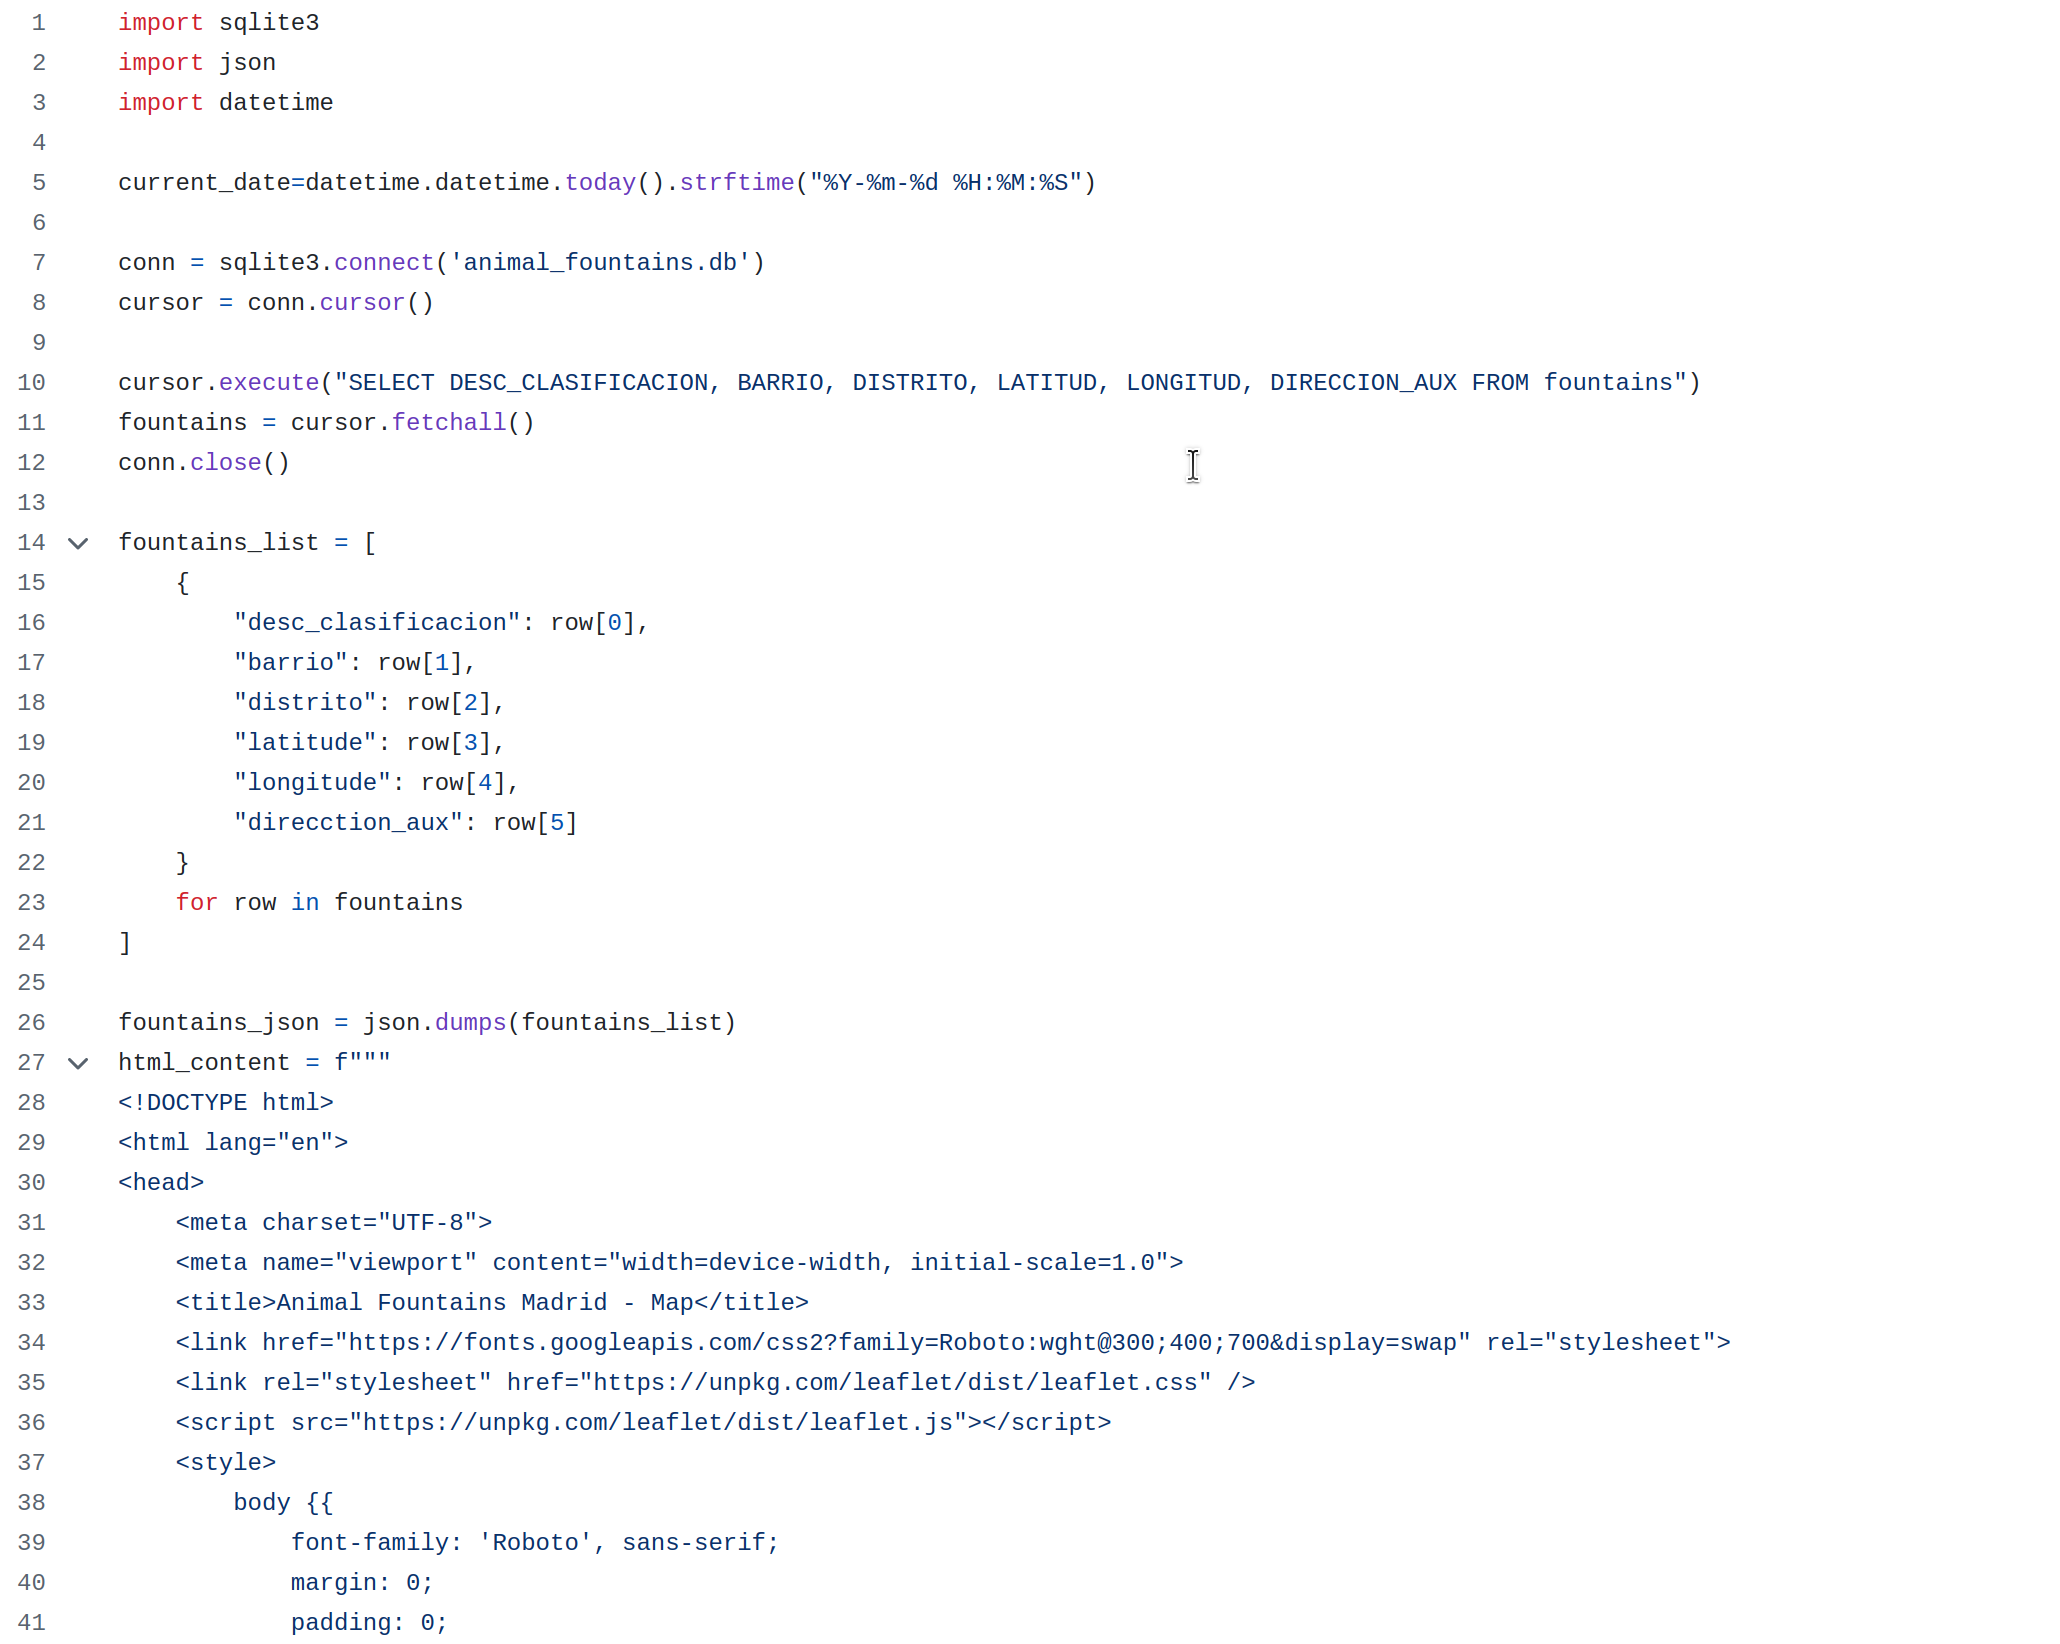 1 import sqlite3
2 import json
3 import datetime
4
5 current_date=datetime.datetime.today().strftime("%Y-%m-%d %H:%M:%S")
6
7 conn = sqlite3.connect('animal_fountains.db')
8 cursor = conn.cursor()
9
10 cursor.execute("SELECT DESC_CLASIFICACION, BARRIO, DISTRITO, LATITUD, LONGITUD, DIRECCION_AUX FROM fountains")
11 fountains = cursor.fetchall()
12 conn.close()
13
14 fountains_list = [
15     {
16         "desc_clasificacion": row[0],
17         "barrio": row[1],
18         "distrito": row[2],
19         "latitude": row[3],
20         "longitude": row[4],
21         "direcction_aux": row[5]
22     }
23     for row in fountains
24 ]
25
26 fountains_json = json.dumps(fountains_list)
27 html_content = f"""
28 <!DOCTYPE html>
29 <html lang="en">
30 <head>
31     <meta charset="UTF-8">
32     <meta name="viewport" content="width=device-width, initial-scale=1.0">
33     <title>Animal Fountains Madrid - Map</title>
34     <link href="https://fonts.googleapis.com/css2?family=Roboto:wght@300;400;700&display=swap" rel="stylesheet">
35     <link rel="stylesheet" href="https://unpkg.com/leaflet/dist/leaflet.css" />
36     <script src="https://unpkg.com/leaflet/dist/leaflet.js"></script>
37     <style>
38         body {{
39             font-family: 'Roboto', sans-serif;
40             margin: 0;
41             padding: 0;